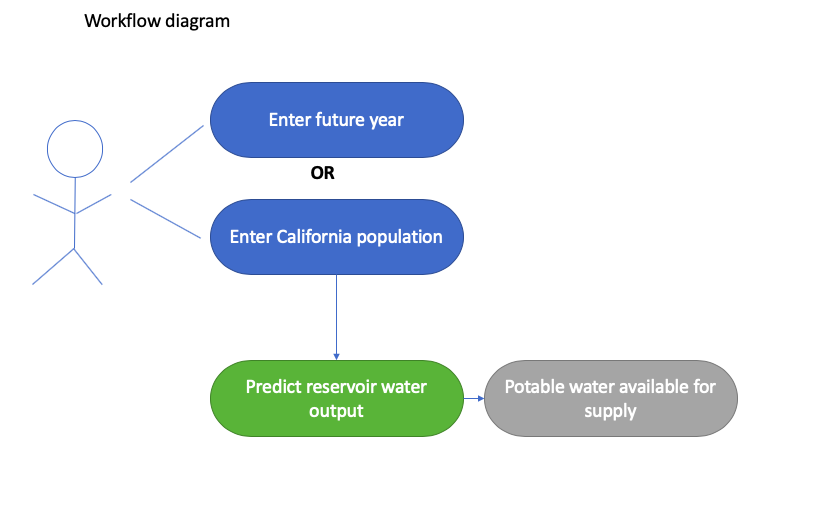 Workflow diagram
Enter future year
OR
Enter California population
Predict reservoir water
output
Potable water available for
supply